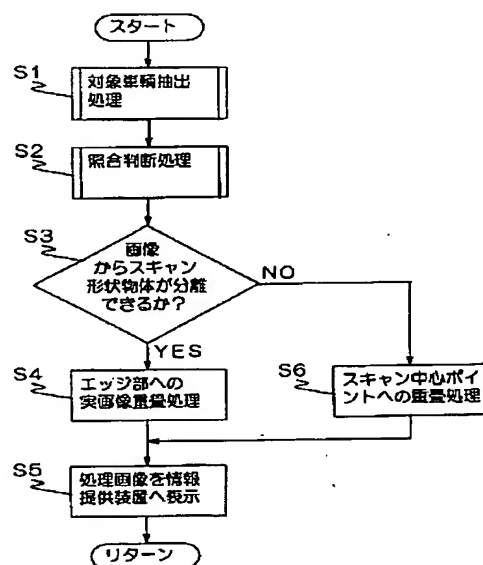 スタート
S1
対象車輌抽出
処理
S2
照合判断処理
S3
画像
からスキャン
形状物体が分離
できるか?
NO
YES
S4
エッジ部への
実画像重畳処理
S6
スキャン中心ポイ
ントへの重畳処理
S5
処理画像を情報
提供装置へ表示
リターン